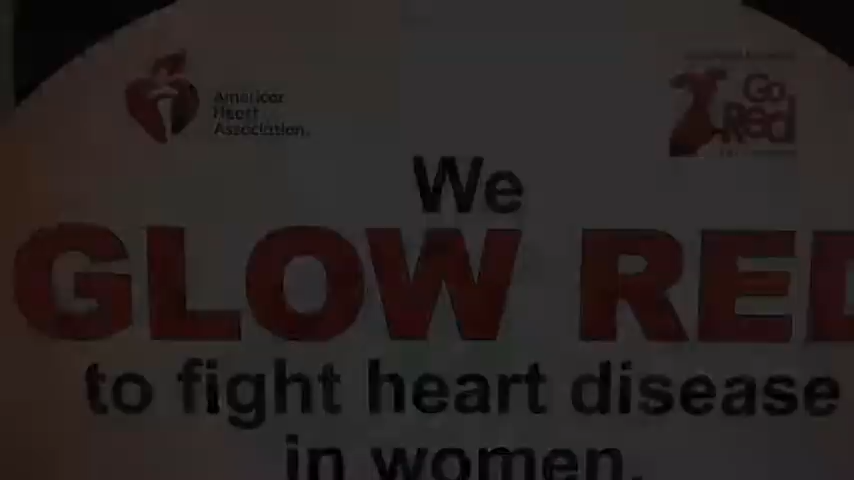 American
Heart
Association.
Go
Red
We
GLOW RED
to fight heart disease
in women.